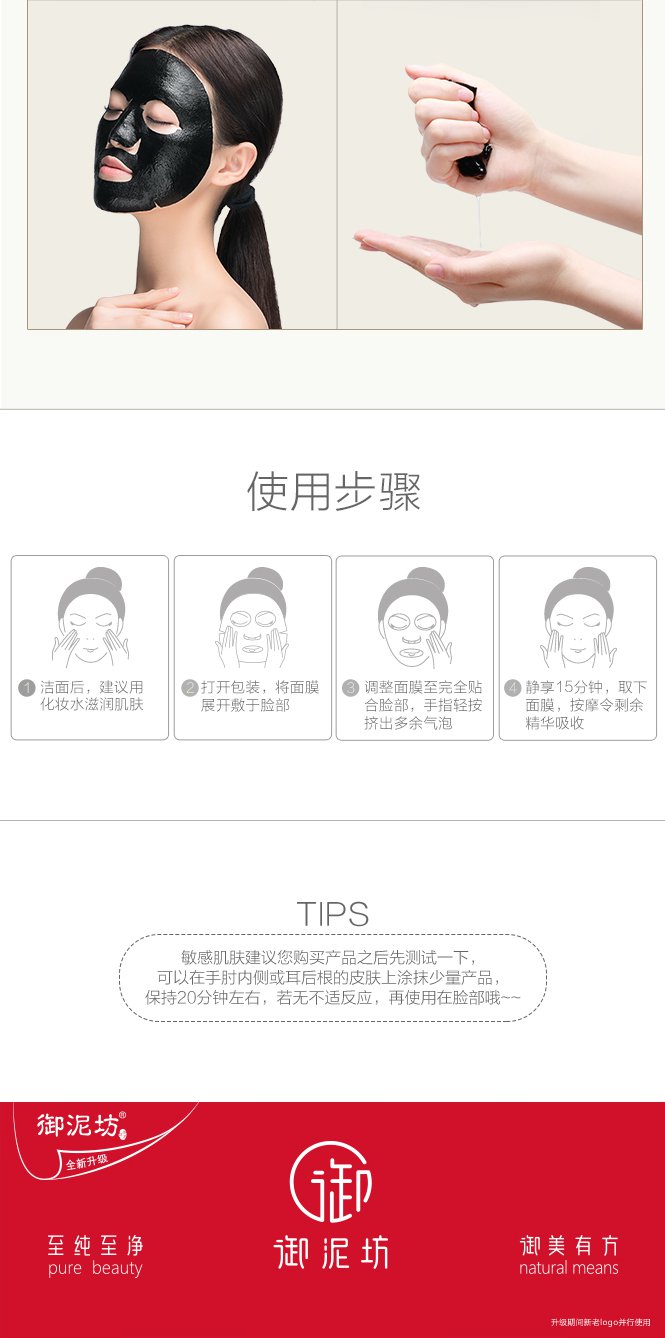 使用步骤
1 洁面后，建议用
化妆水滋润肌肤
2 打开包装，将面膜
展开敷于脸部
3 调整面膜至完全贴
合脸部，手指轻按
挤出多余气泡
4 静享15分钟，取下
面膜，按摩令剩余
精华吸收
TIPS
敏感肌肤建议您购买产品之后先测试一下，
可以在手肘内侧或耳后根的皮肤上涂抹少量产品，
保持20分钟左右，若无不适反应，再使用在脸部哦~~
御泥坊®
全新升级
御
御泥坊
至纯至净
pure beauty
御美有方
natural means
升级期间新老logo并行使用